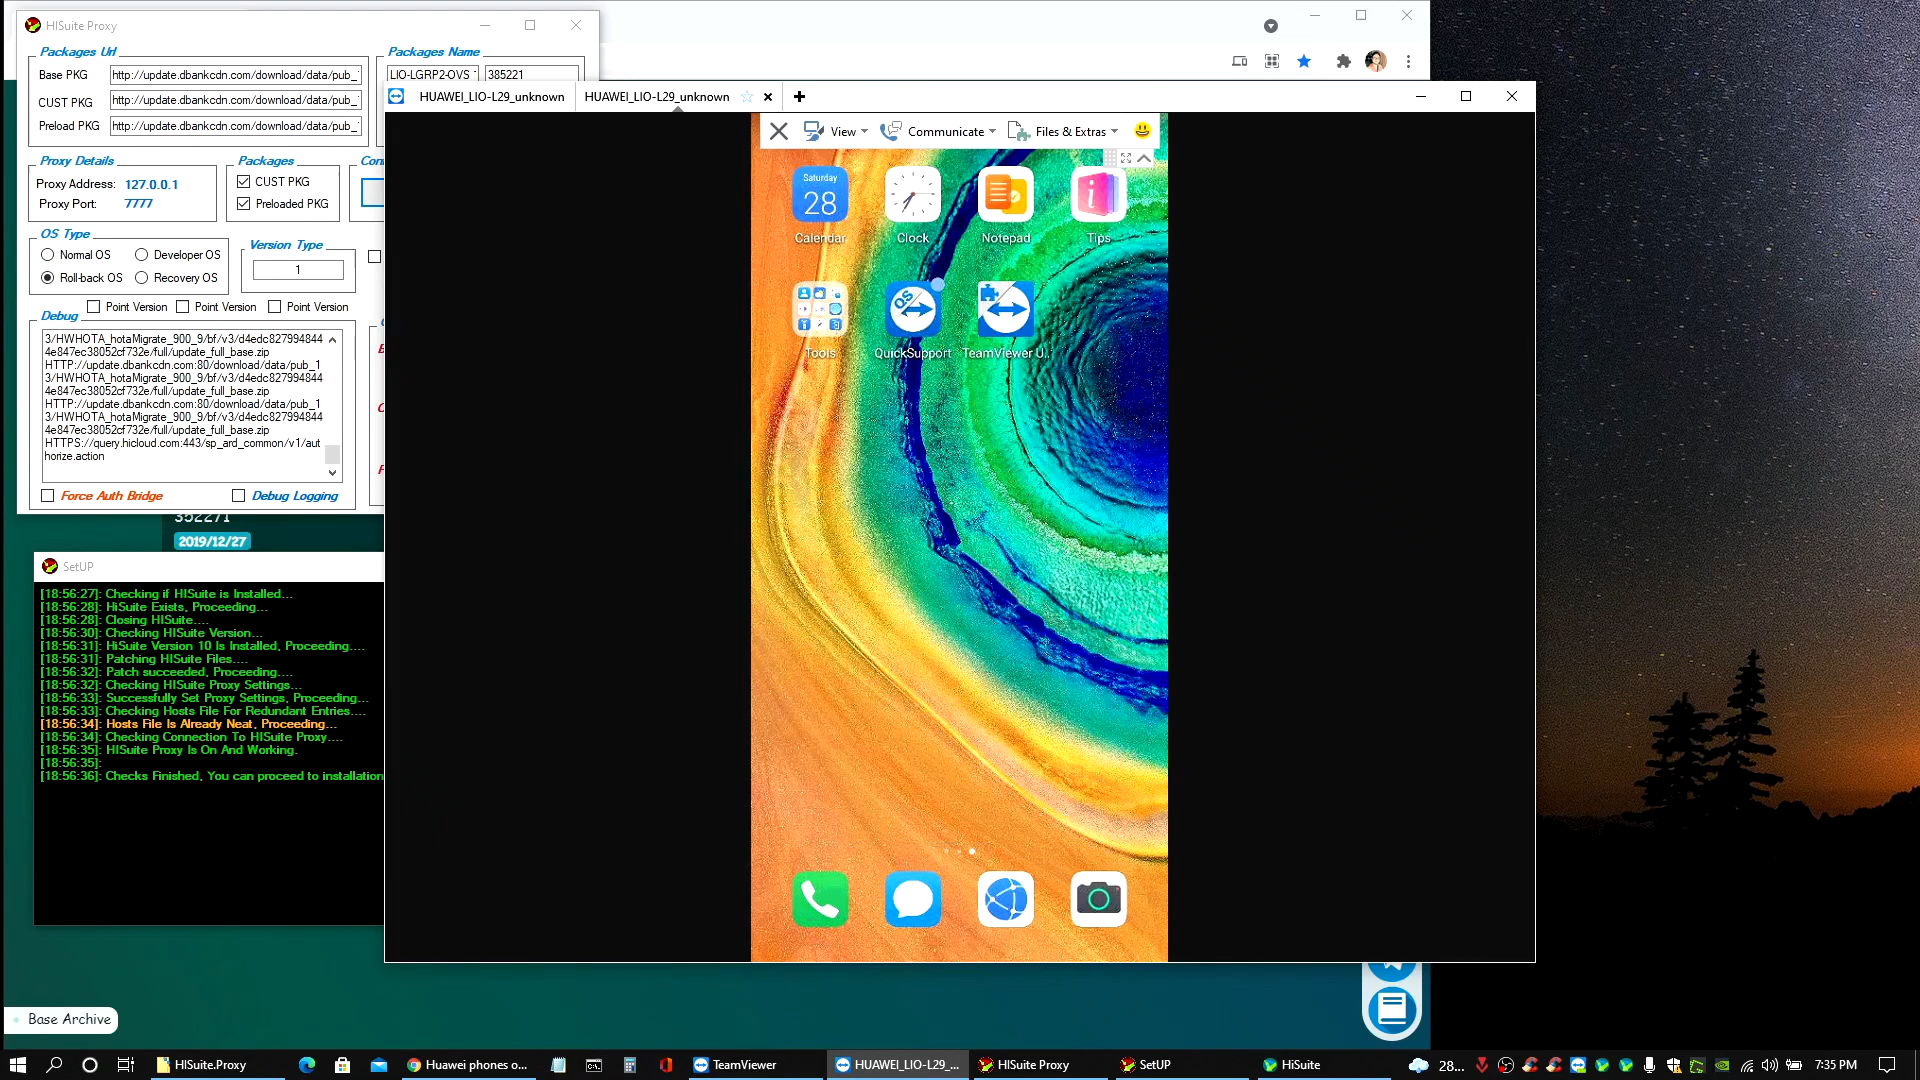 HISuite Proxy
Packages Url
Packages Name
Base PKG
http://update.dbankcdn.com/download/data/pub_
LIO-LGRP2-OVS
385221
CUST PKG
http://update.dbankcdn.com/download/data/pub_
Preload PKG
http://update.dbankcdn.com/download/data/pub_
Proxy Details
Packages
Proxy Address: 127.0.0.1
Proxy Port: 7777
CUST PKG
Preloaded PKG
OS Type
Normal OS
Developer OS
Roll-back OS
Recovery OS
Version Type
1
Point Version
Point Version
Point Version
Debug
3/HWHOTA_hotaMigrate_900_9/bf/v3/d4edc827994844
4e847ec38052cf732e/full/update_full_base.zip
HTTP://update.dbankcdn.com:80/download/data/pub_1
3/HWHOTA_hotaMigrate_900_9/bf/v3/d4edc827994844
4e847ec38052cf732e/full/update_full_base.zip
HTTP://update.dbankcdn.com:80/download/data/pub_1
3/HWHOTA_hotaMigrate_900_9/bf/v3/d4edc827994844
4e847ec38052cf732e/full/update_full_base.zip
HTTPS://query.hicloud.com:443/sp_ard_common/v1/aut
horize.action
Force Auth Bridge
Debug Logging
352271
2019/12/27
SetUP
[18:56:27]: Checking if HISuite is Installed...
[18:56:28]: HiSuite Exists, Proceeding...
[18:56:28]: Closing HISuite....
[18:56:30]: Checking HISuite Version...
[18:56:31]: HiSuite Version 10 Is Installed, Proceeding....
[18:56:31]: Patching HISuite Files....
[18:56:32]: Patch succeeded, Proceeding....
[18:56:32]: Checking HISuite Proxy Settings...
[18:56:33]: Successfully Set Proxy Settings, Proceeding...
[18:56:33]: Checking Hosts File For Redundant Entries....
[18:56:34]: Hosts File Is Already Neat, Proceeding...
[18:56:34]: Checking Connection To HISuite Proxy....
[18:56:35]: HISuite Proxy Is On And Working.
[18:56:35]:
[18:56:36]: Checks Finished, You can proceed to installation
HUAWEI_LIO-L29_unknown
HUAWEI_LIO-L29_unknown
View
Communicate
Files & Extras
Saturday
28
Calendar
Clock
Notepad
Tips
QS
Tools
QuickSupport
TeamViewer U..
Base Archive
HISuite.Proxy
Huawei phones o...
TeamViewer
HUAWEI_LIO-L29_...
HISuite Proxy
SetUP
HiSuite
28...
7:35 PM